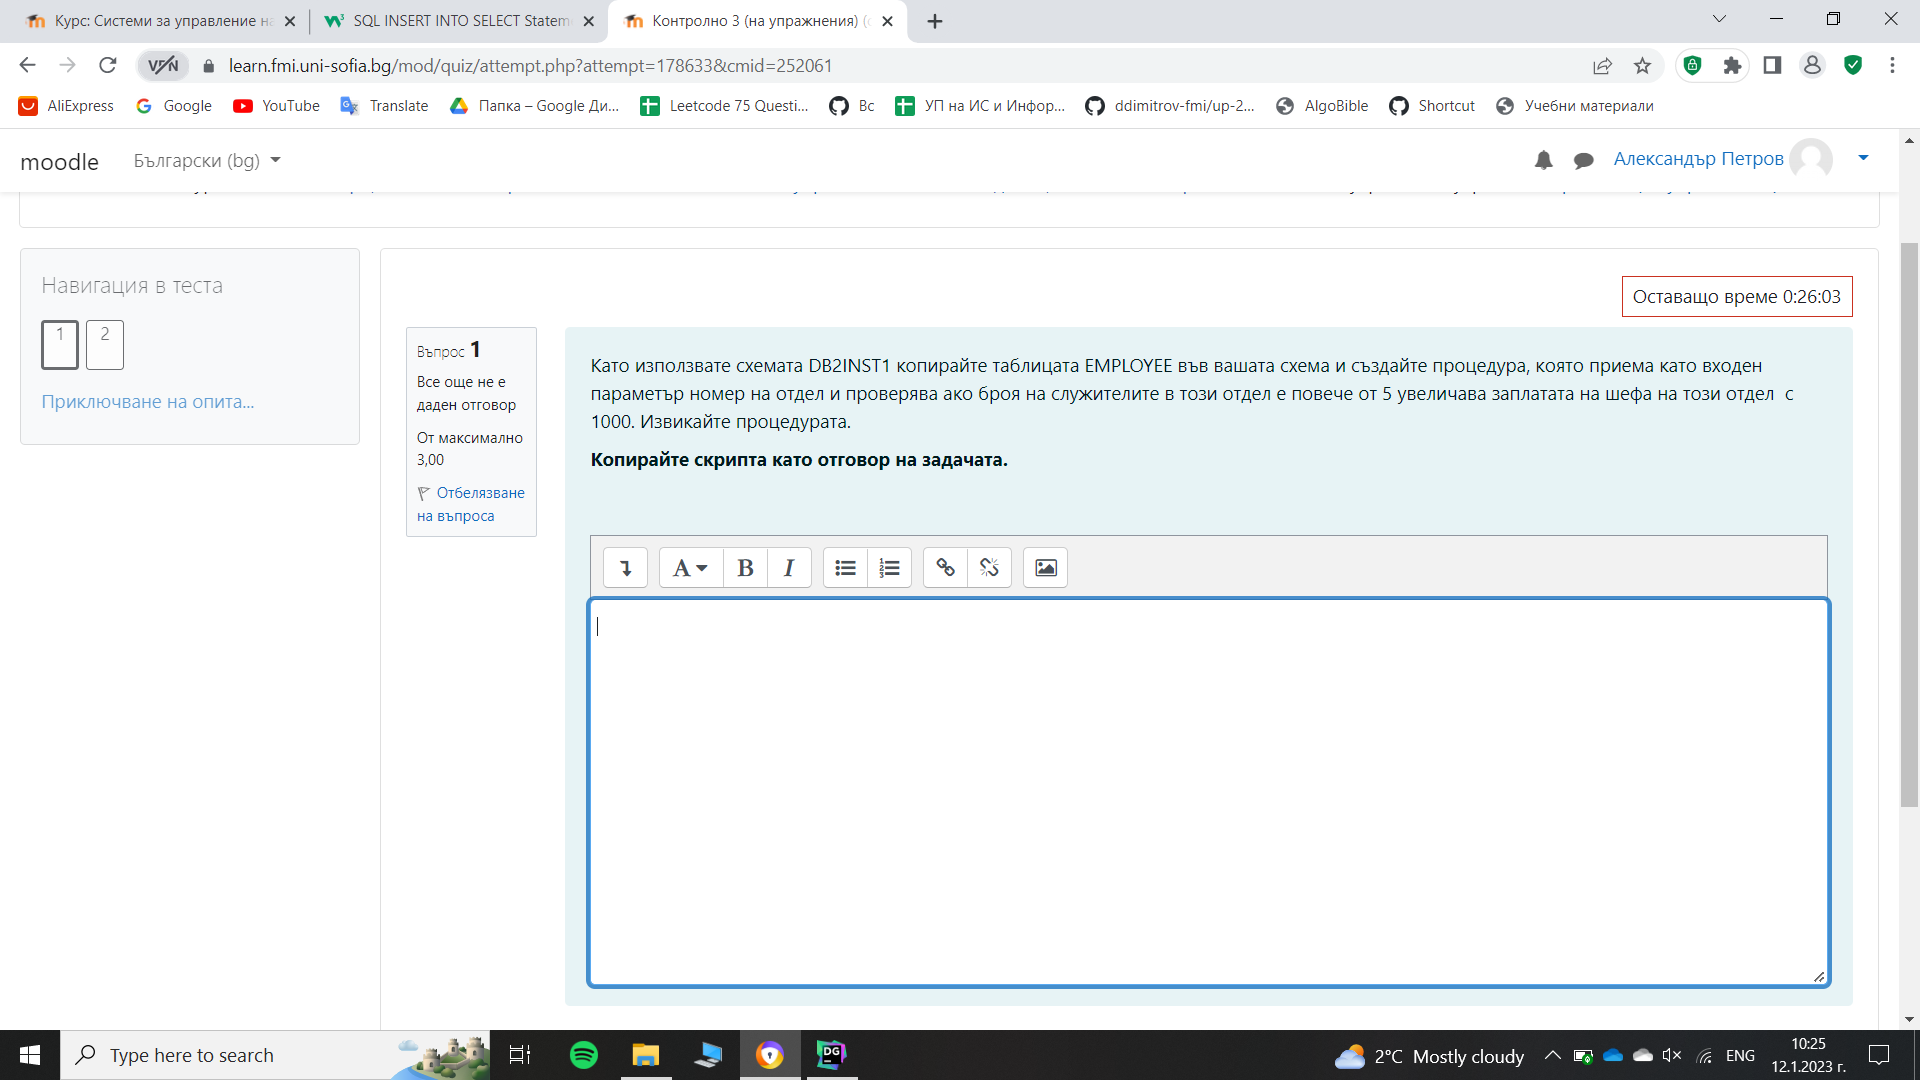 Курс: Системи за управление на
SQL INSERT INTO SELECT Statem
Контролно 3 (на упражнения) (
VPN
learn.fmi.uni-sofia.bg/mod/quiz/attempt.php?attempt=178633&cmid=252061
AliExpress
Google
YouTube
Translate
Папка – Google Ди...
Leetcode 75 Questi...
Bc
УП на ИС и Инфор...
ddimitrov-fmi/up-2...
AlgoBible
Shortcut
Учебни материали
moodle
Български (bg)
Александър Петров
Навигация в теста
1
2
Приключване на опита...
Оставащо време 0:26:03
Въпрос 1
Все още не е
даден отговор
От максимално
3,00
Отбелязване
на въпроса
Като използвате схемата DB2INST1 копирайте таблицата EMPLOYEE във вашата схема и създайте процедура, която приема като входен
параметър номер на отдел и проверява ако броя на служителите в този отдел е повече от 5 увеличава заплатата на шефа на този отдел с
1000. Извикайте процедурата.
Копирайте скрипта като отговор на задачата.
A
B
I
Type here to search
DG
2°C Mostly cloudy
ENG
10:25
12.1.2023 г.